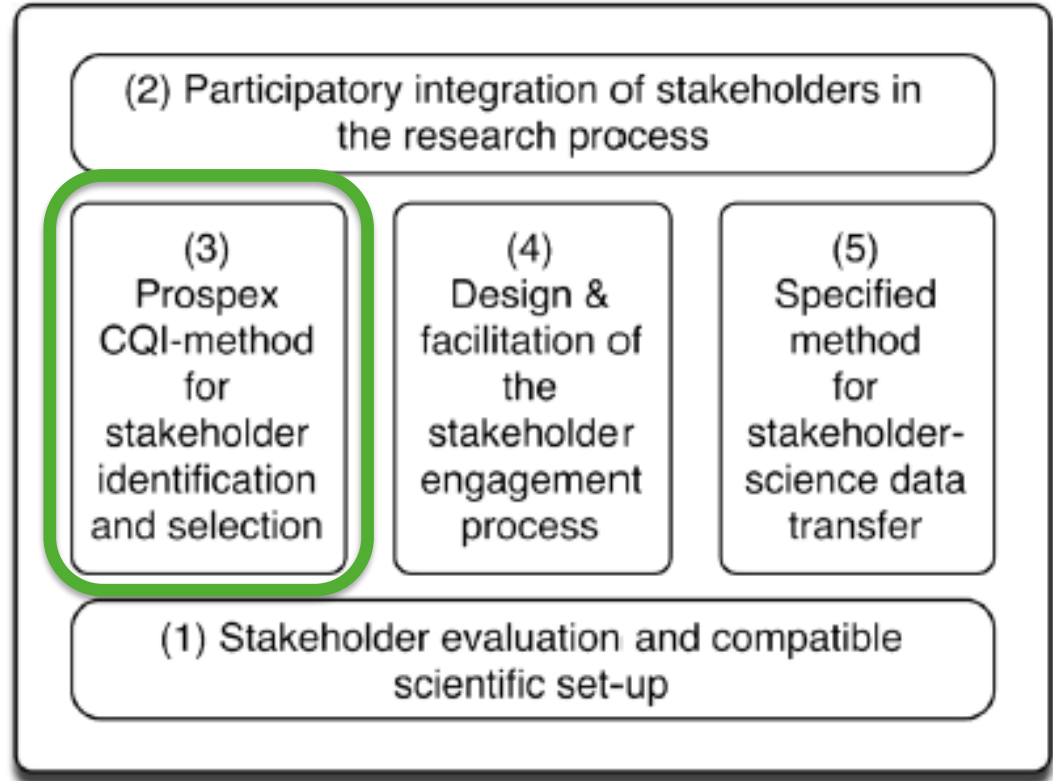 (2) Participatory integration of stakeholders in
the research process
(3)
Prospex
CQI-method
for
stakeholder
identification
and selection
(4)
Design &
facilitation of
the
stakeholder
engagement
process
(5)
Specified
method
for
stakeholder-
science data
transfer
(1) Stakeholder evaluation and compatible
scientific set-up